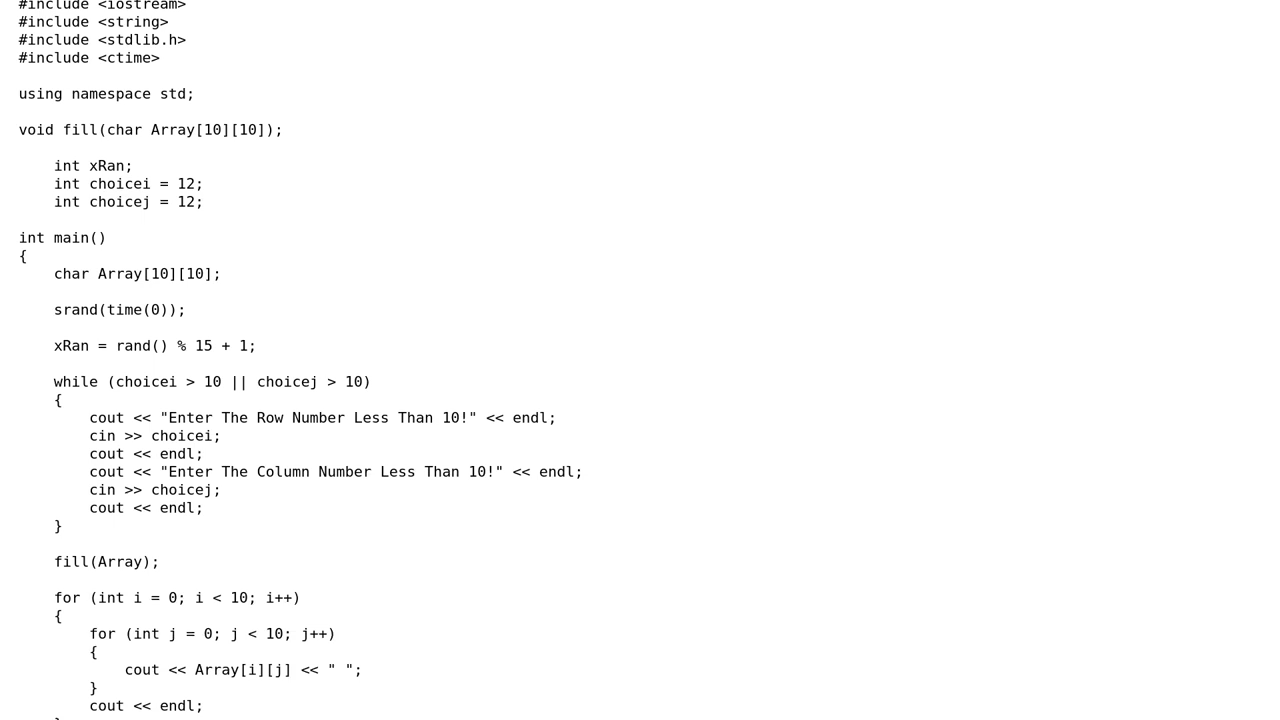 #include <iostream>
#include <string>
#include <stdlib.h>
#include <ctime>

using namespace std;

void fill(char Array[10][10]);

    int xRan;
    int choicei = 12;
    int choicej = 12;

int main()
{
    char Array[10][10];

    srand(time(0));

    xRan = rand() % 15 + 1;

    while (choicei > 10 || choicej > 10)
    {
        cout << "Enter The Row Number Less Than 10!" << endl;
        cin >> choicei;
        cout << endl;
        cout << "Enter The Column Number Less Than 10!" << endl;
        cin >> choicej;
        cout << endl;
    }

    fill(Array);

    for (int i = 0; i < 10; i++)
    {
        for (int j = 0; j < 10; j++)
        {
            cout << Array[i][j] << " ";
        }
        cout << endl;